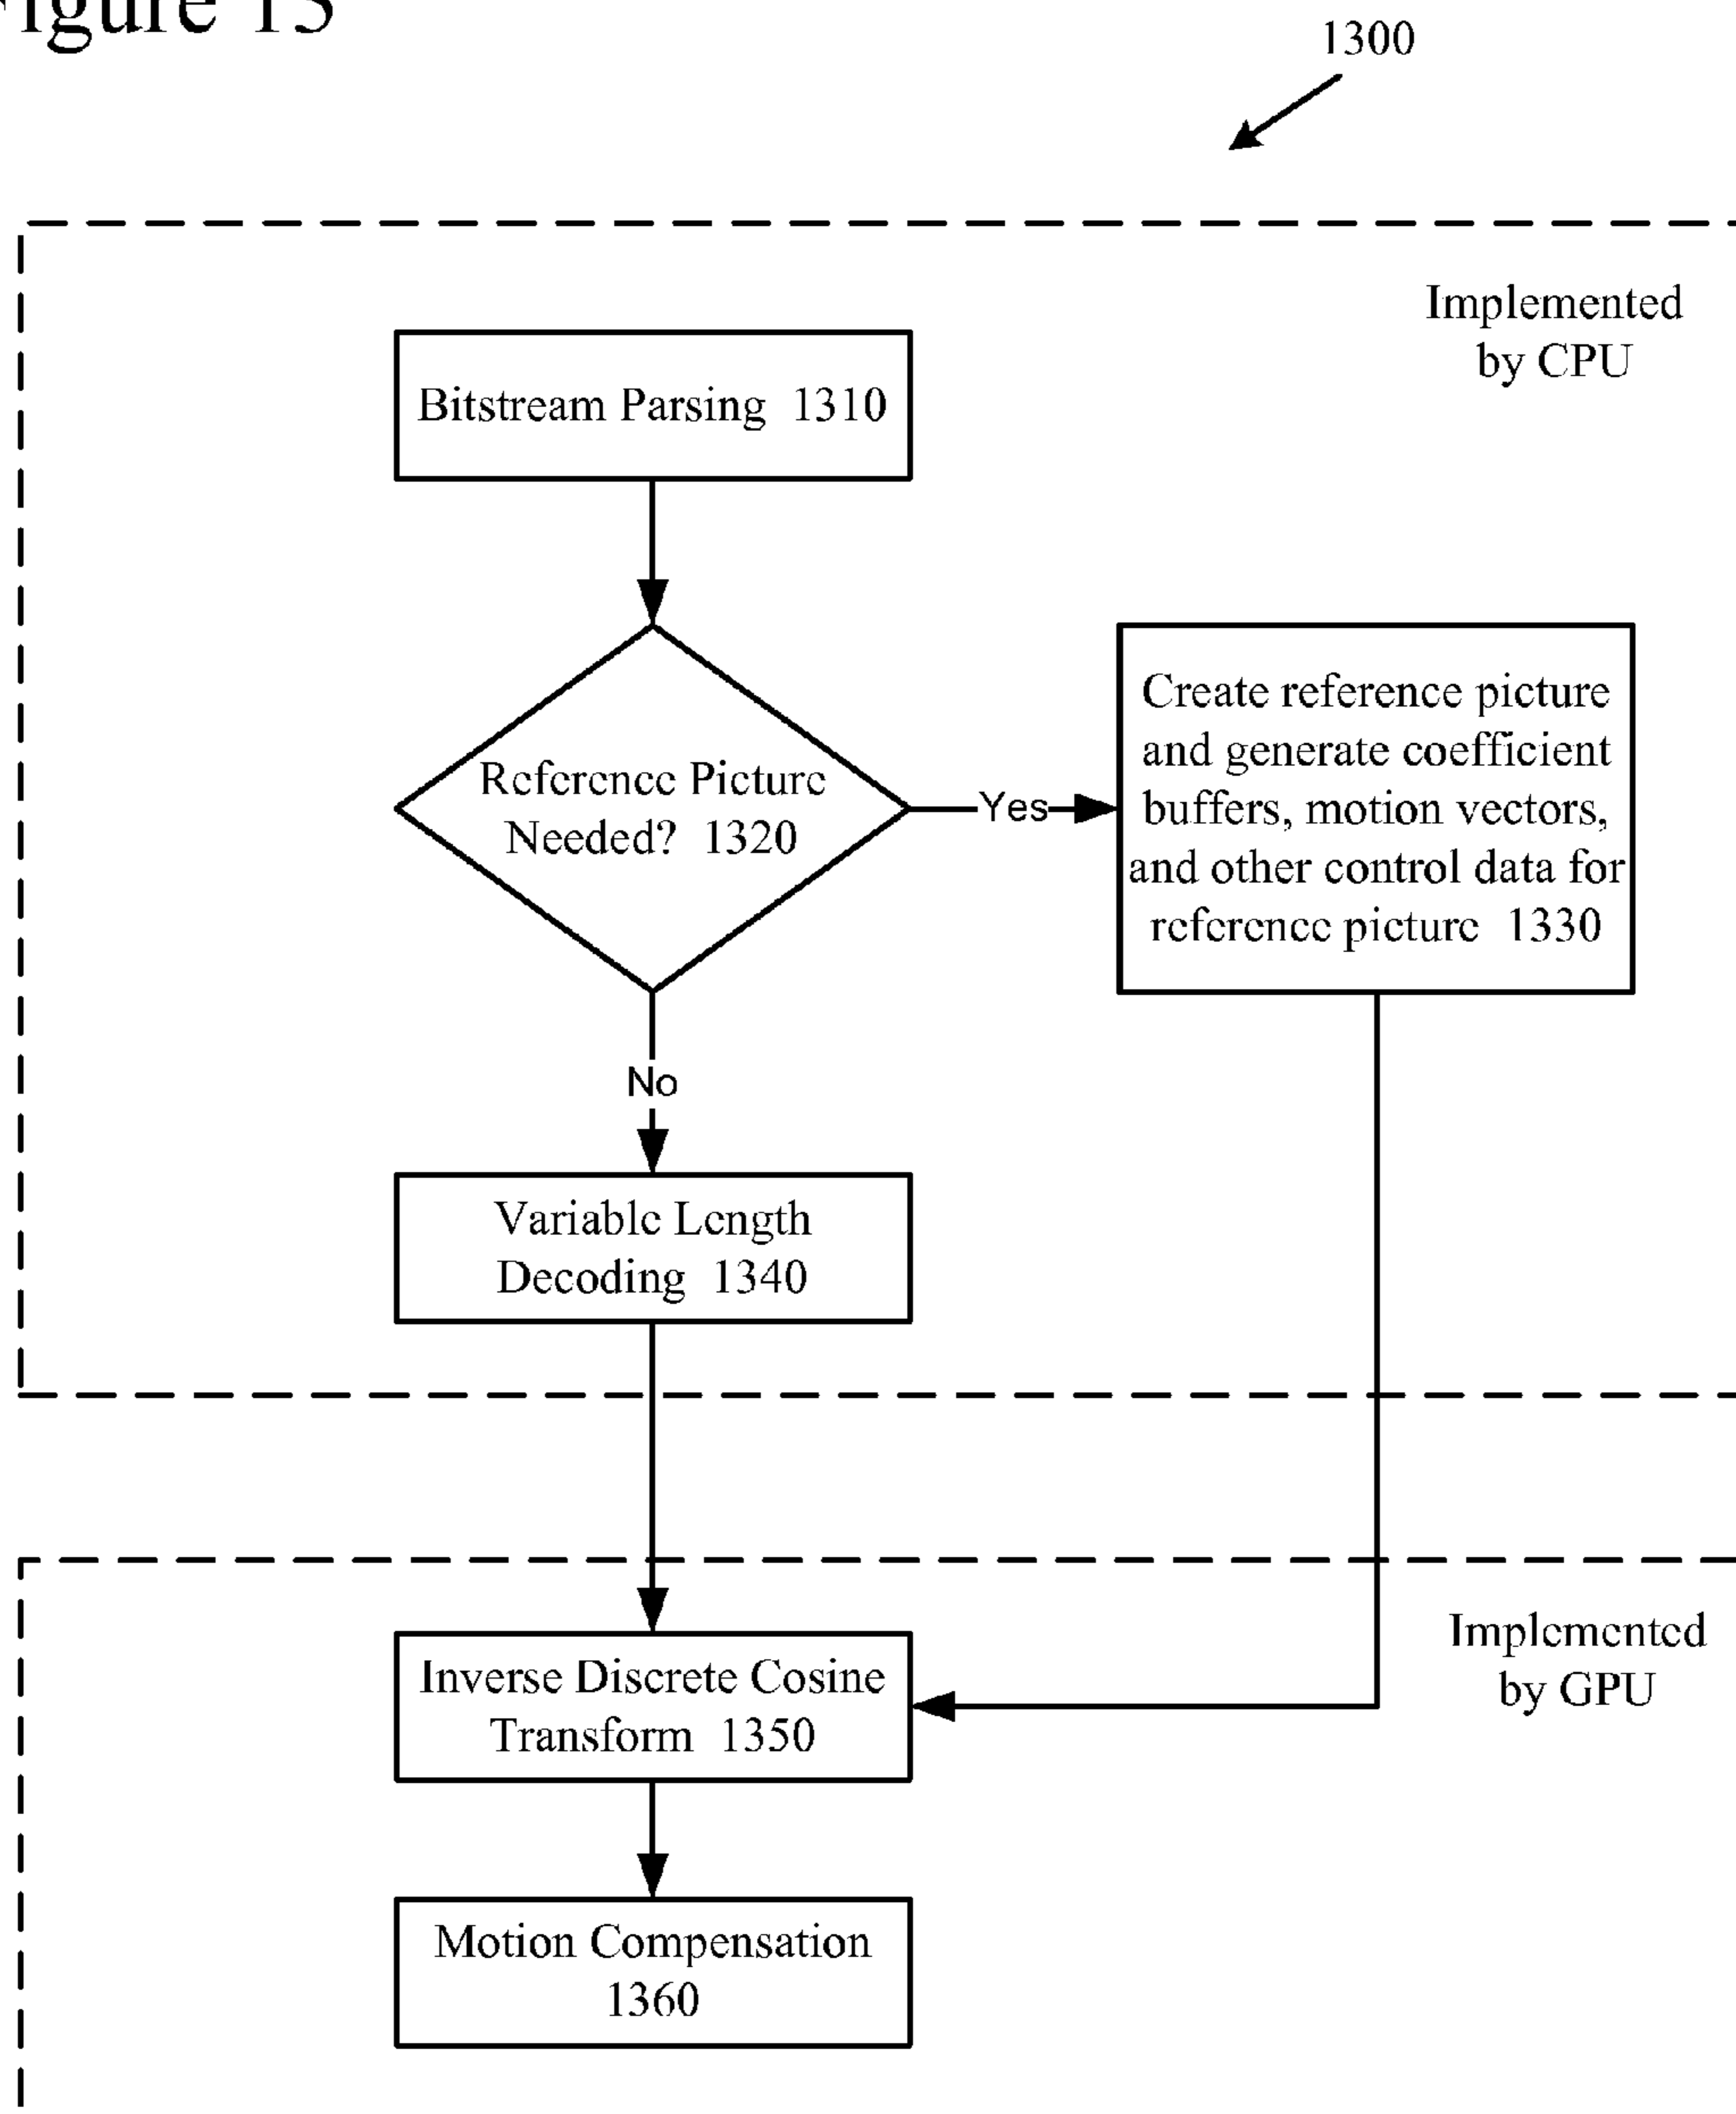 Figure 13
1300
Implemented
by CPU
Bitstream Parsing 1310
Reference Picture
Needed? 1320
Yes
Create reference picture
and generate coefficient
buffers, motion vectors,
and other control data for
reference picture 1330
No
Variable Length
Decoding 1340
Implemented
by GPU
Inverse Discrete Cosine
Transform 1350
Motion Compensation
1360